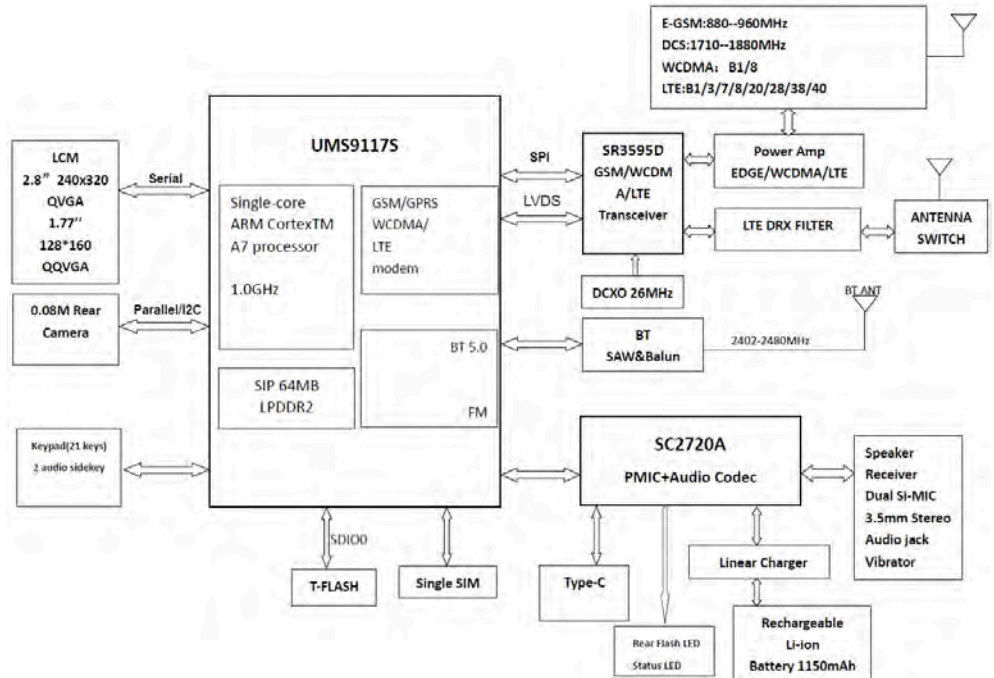 E-GSM:880--960MHz
DCS:1710--1880MHz
WCDMA： B1/8
LTE:B1/3/7/8/20/28/38/40
UMS9117S
LCM
2.8” 240x320
QVGA
1.77’’
128*160
QQVGA
Serial
Single-core
ARM CortexTM
A7 processor
1.0GHz
GSM/GPRS
WCDMA/
LTE
modem
SPI
LVDS
SR3595D
GSM/WCDM
A/LTE
Transceiver
Power Amp
EDGE/WCDMA/LTE
LTE DRX FILTER
ANTENNA
SWITCH
DCXO 26MHz
0.08M Rear
Camera
Parallel/I2C
BT 5.0
FM
BT
SAW&Balun
2402-2480MHz
BT ANT
SIP 64MB
LPDDR2
Keypad(21 keys)
2 audio sidekey
SC2720A
PMIC+Audio Codec
Speaker
Receiver
Dual Si-MIC
3.5mm Stereo
Audio jack
Vibrator
SDIO0
T-FLASH
Single SIM
Type-C
Linear Charger
Rear Flash LED
Status LED
Rechargeable
Li-ion
Battery 1150mAh